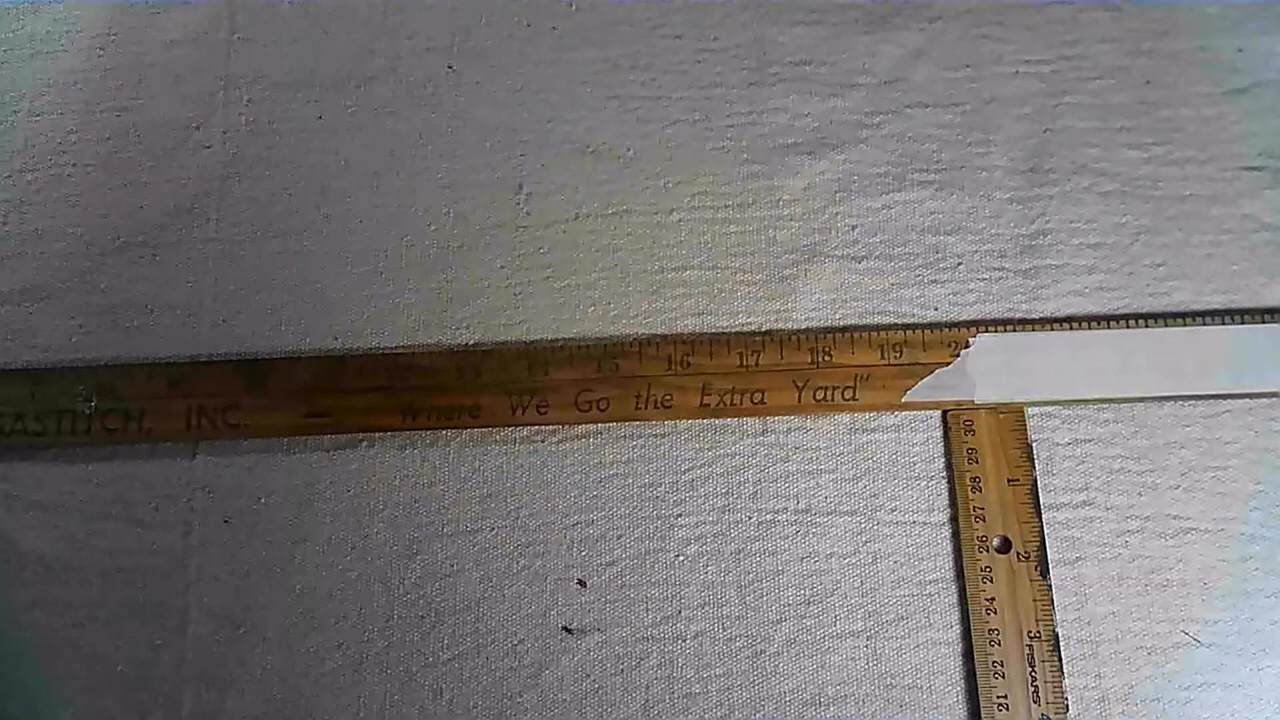 15 16 17 18 19
INC. — Where We Go the Extra Yard"
30 29 28 27 26 25 24 23 22 21
1 2 3 FISKARS 4